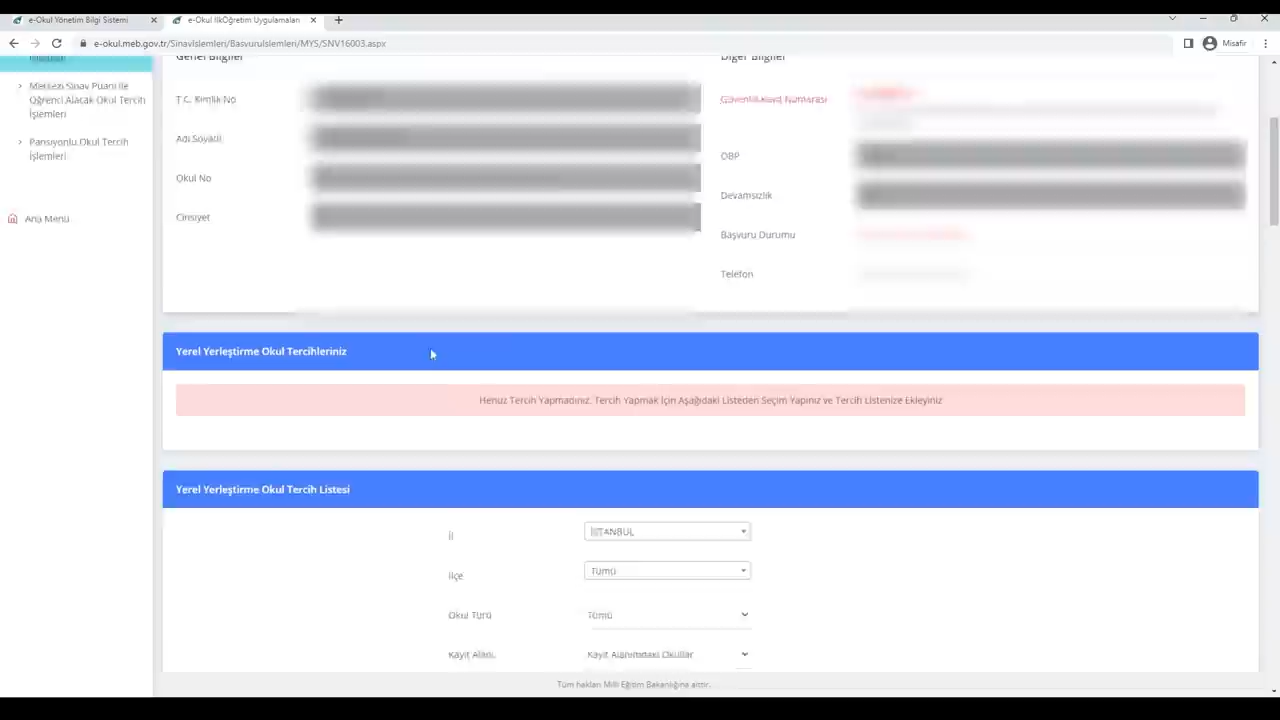 e-Okul Yönetim Bilgi Sistemi
e-Okul İlkÖğretim Uygulamaları
e-okul.meb.gov.tr/SinavIslemleri/BasvuruIslemleri/MYS/SNV16003.aspx
Misafir
Genel Bilgiler
Diğer Bilgiler
Merkezi Sınav Puanı ile
Öğrenci Alacak Okul Tercih
İşlemleri
Pansiyonlu Okul Tercih
İşlemleri
Ana Menü
T.C. Kimlik No
Adı Soyadı
Okul No
Cinsiyet
Güvenlik
Numarası
OBP
Devamsızlık
Başvuru Durumu
Telefon
Yerel Yerleştirme Okul Tercihleriniz
Henüz Tercih Yapmadınız. Tercih Yapmak İçin Aşağıdaki Listeden Seçim Yapınız ve Tercih Listenize Ekleyiniz
Yerel Yerleştirme Okul Tercih Listesi
İl
İSTANBUL
İlçe
Tümü
Okul Türü
Tümü
Kayıt Alanı
Kayıt Alanımdaki Okullar
Tüm hakları Milli Eğitim Bakanlığına aittir.